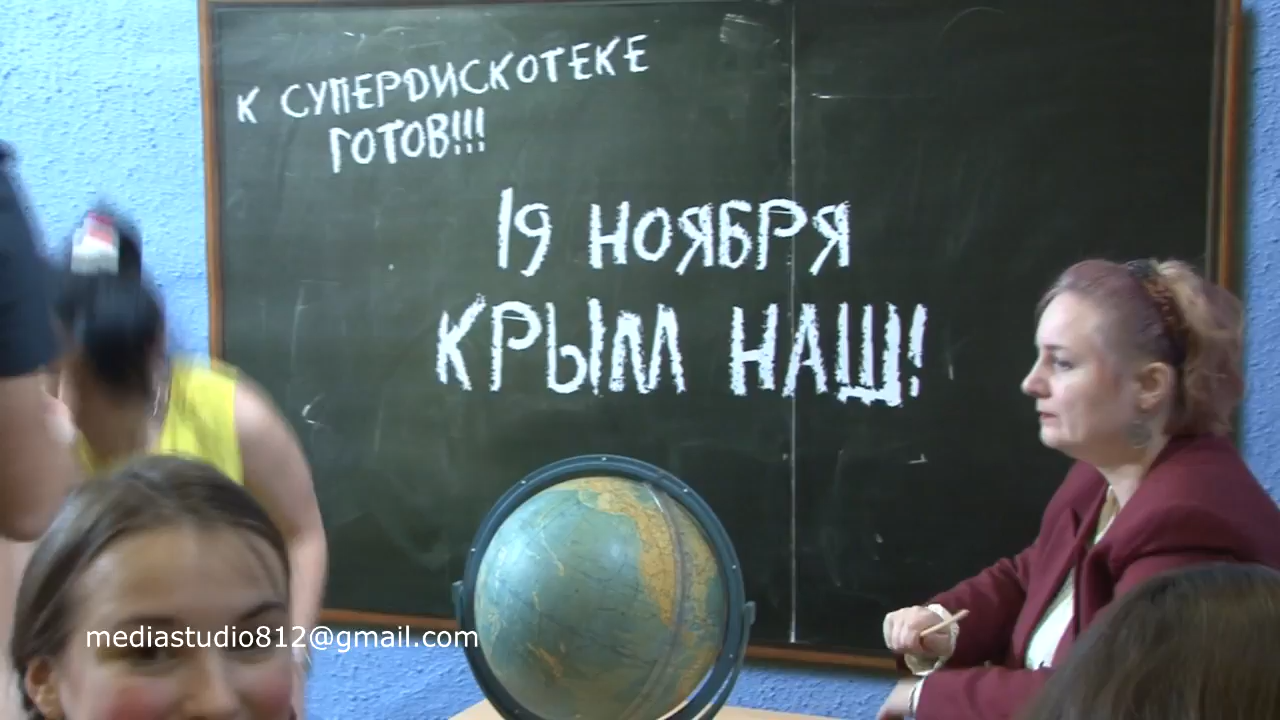 К СУПЕРДИСКОТЕКЕ
ГОТОВ!!!
19 НОЯБРЯ
КРЫМ НАШ!
mediastudio812@gmail.com